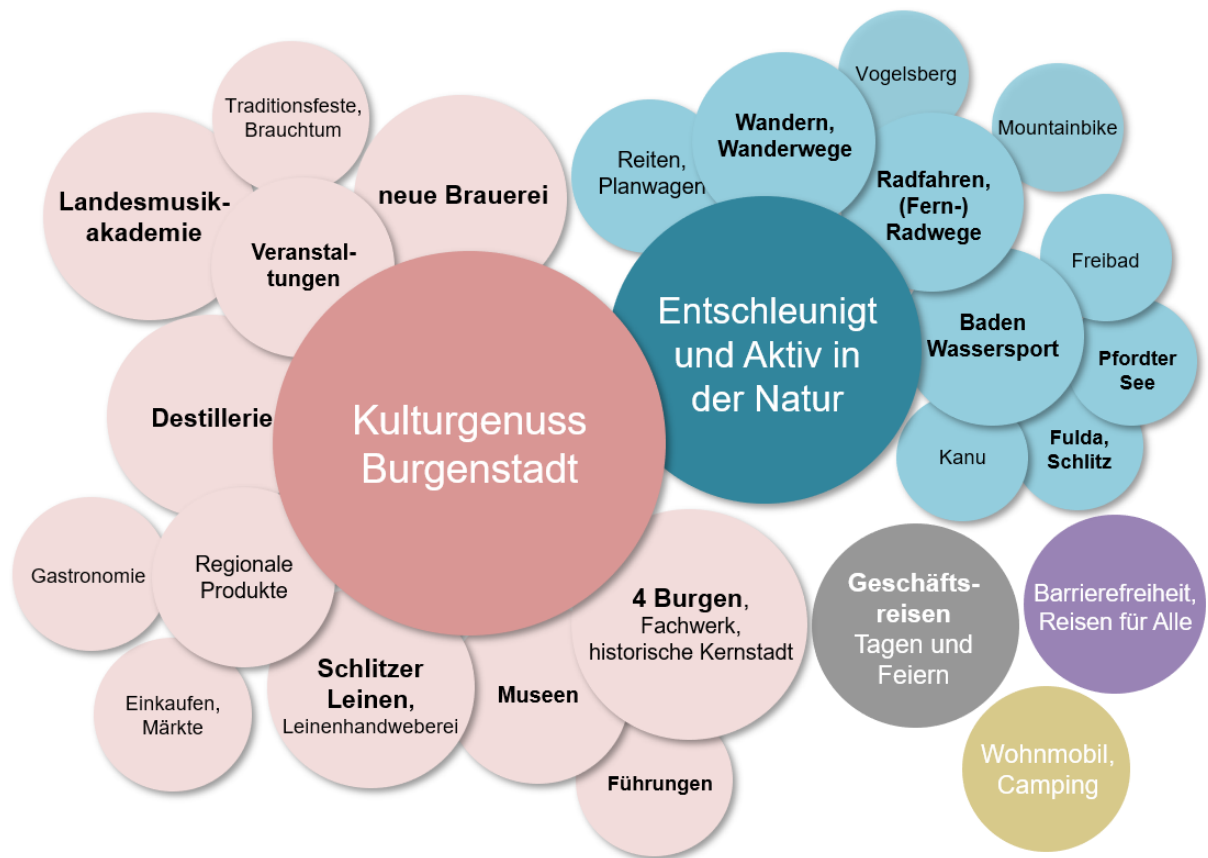 Traditionsfeste,
Brauchtum
Landesmusik-
akademie
neue Brauerei
Veranstal-
tungen
Destillerie
Kulturgenuss
Burgenstadt
Gastronomie
Regionale
Produkte
Einkaufen,
Märkte
Schlitzer
Leinen,
Leinenhandweberei
Museen
4 Burgen,
Fachwerk,
historische Kernstadt
Führungen
Vogelsberg
Mountainbike
Wandern,
Wanderwege
Reiten,
Planwagen
Radfahren,
(Fern-)
Radwege
Entschleunigt
und Aktiv in
der Natur
Freibad
Baden
Wassersport
Pfordter
See
Kanu
Fulda,
Schlitz
Geschäfts-
reisen
Tagen und
Feiern
Barrierefreiheit,
Reisen für Alle
Wohnmobil,
Camping